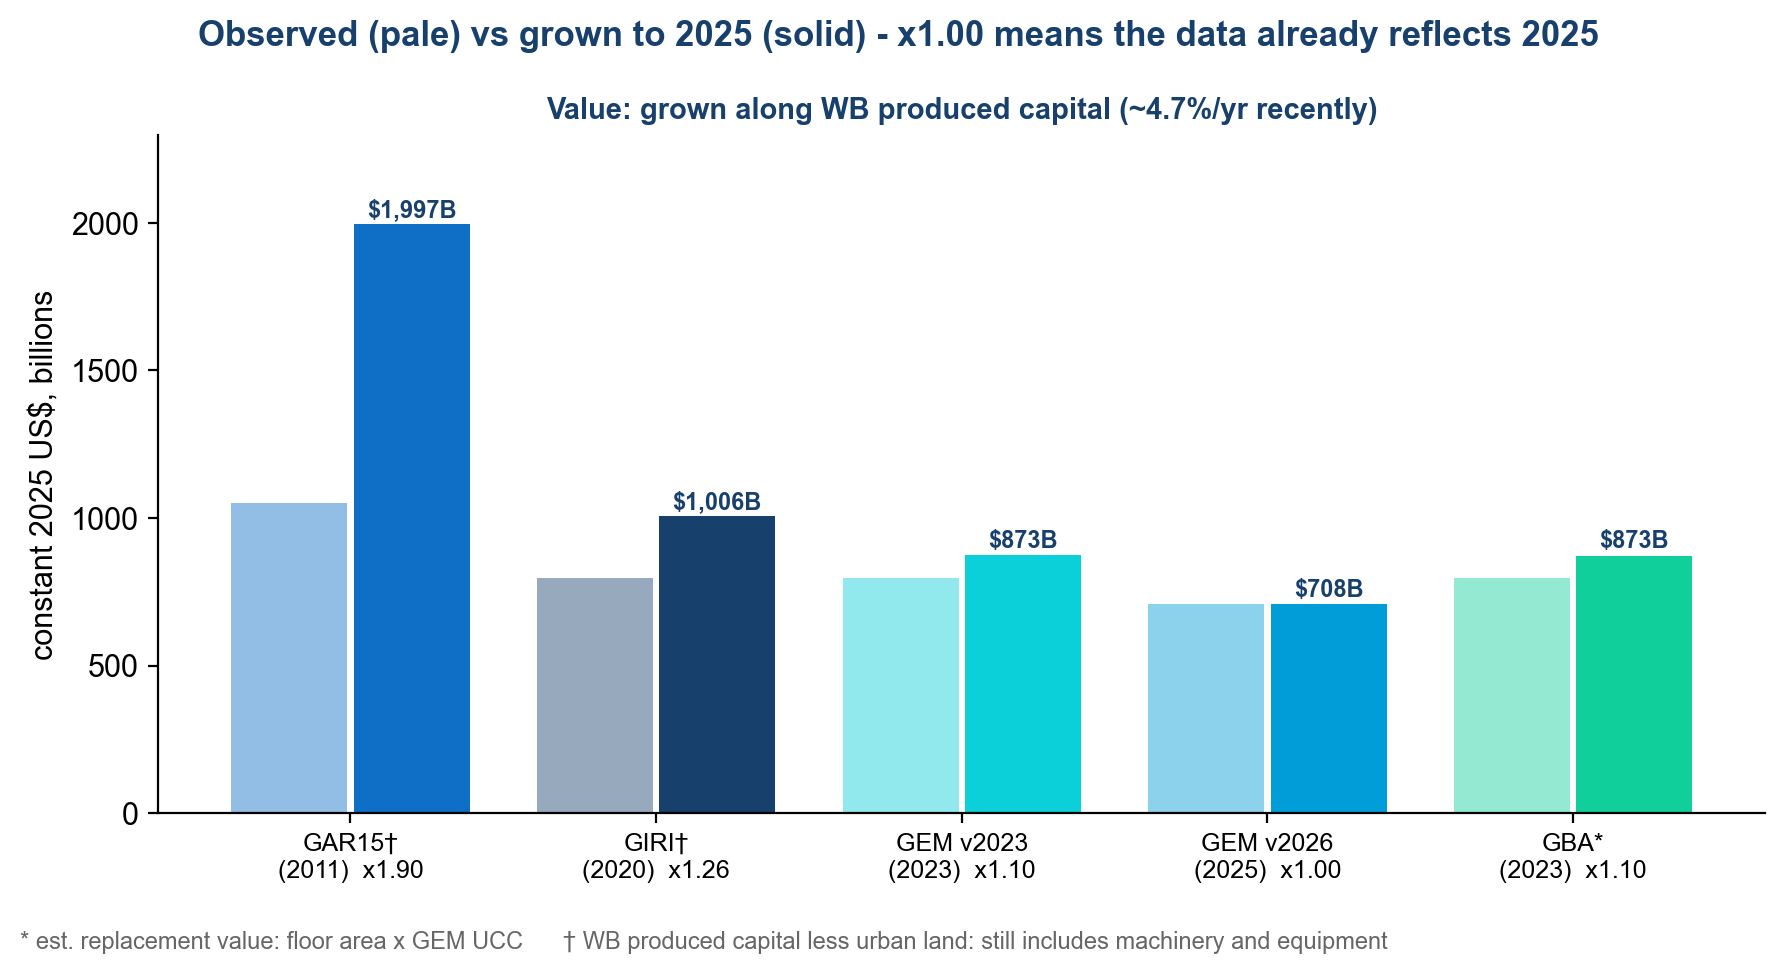 Observed (pale) vs grown to 2025 (solid) - x1.00 means the data already reflects 2025
Value: grown along WB produced capital (~4.7%/yr recently)
constant 2025 US$, billions
2000
1500
1000
500
0
$1,997B
$1,006B
$873B
$708B
$873B
GAR15†
(2011) x1.90
GIRI†
(2020) x1.26
GEM v2023
(2023) x1.10
GEM v2026
(2025) x1.00
GBA*
(2023) x1.10
* est. replacement value: floor area x GEM UCC † WB produced capital less urban land: still includes machinery and equipment